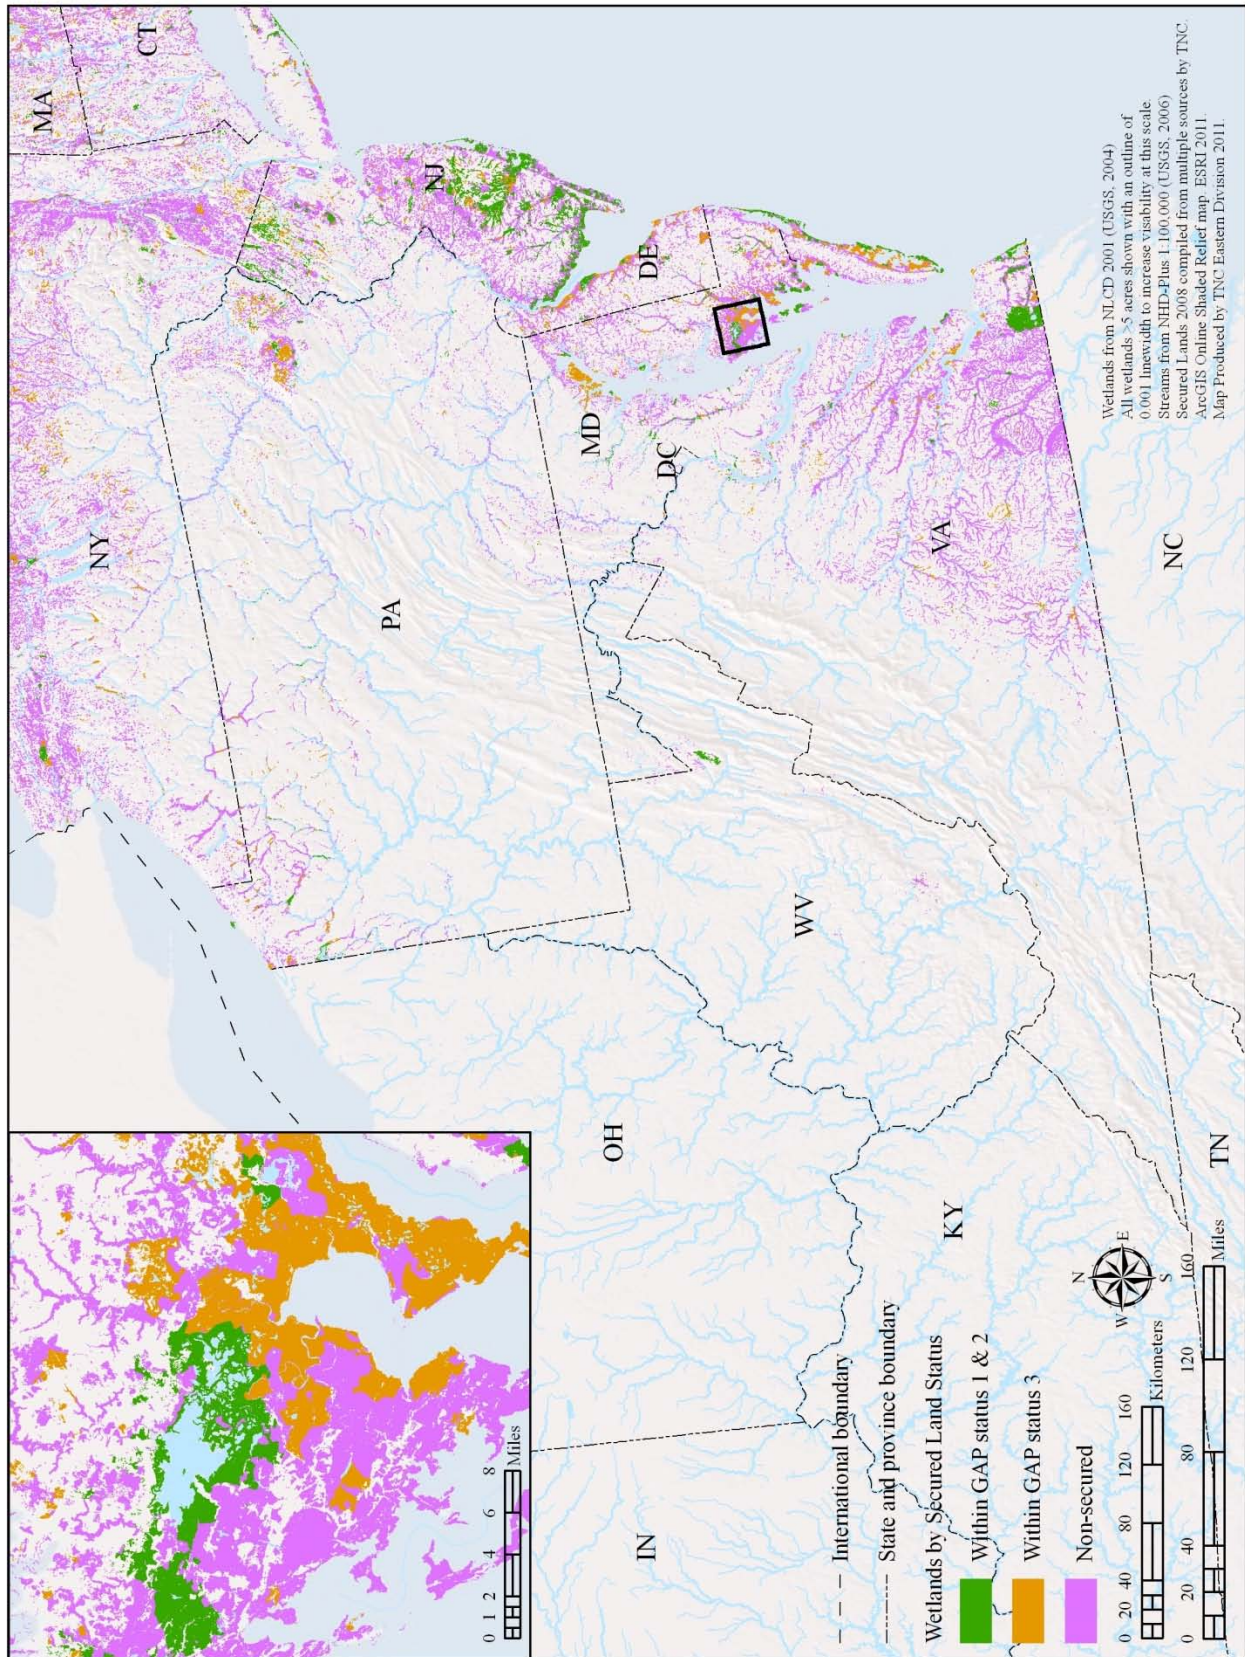 MA
CT
NY
NJ
PA
DE
MD
DC
OH
WV
VA
IN
KY
NC
TN
0 1 2 4 6 8
Miles
International boundary
State and province boundary
Wetlands by Secured Land Status
Within GAP status 1 & 2
Within GAP status 3
Non-secured
N
W E
S
0 20 40 80 120 160
Kilometers
0 20 40 80 120 160
Miles
Wetlands from NLCD 2001 (USGS, 2004)
All wetlands >5 acres shown with an outline of
0.001 linewidth to increase visability at this scale.
Streams from NHD-Plus 1:100,000 (USGS, 2006)
Secured Lands 2008 compiled from multiple sources by TNC.
ArcGIS Online Shaded Relief map ESRI 2011.
Map Produced by TNC Eastern Division 2011.